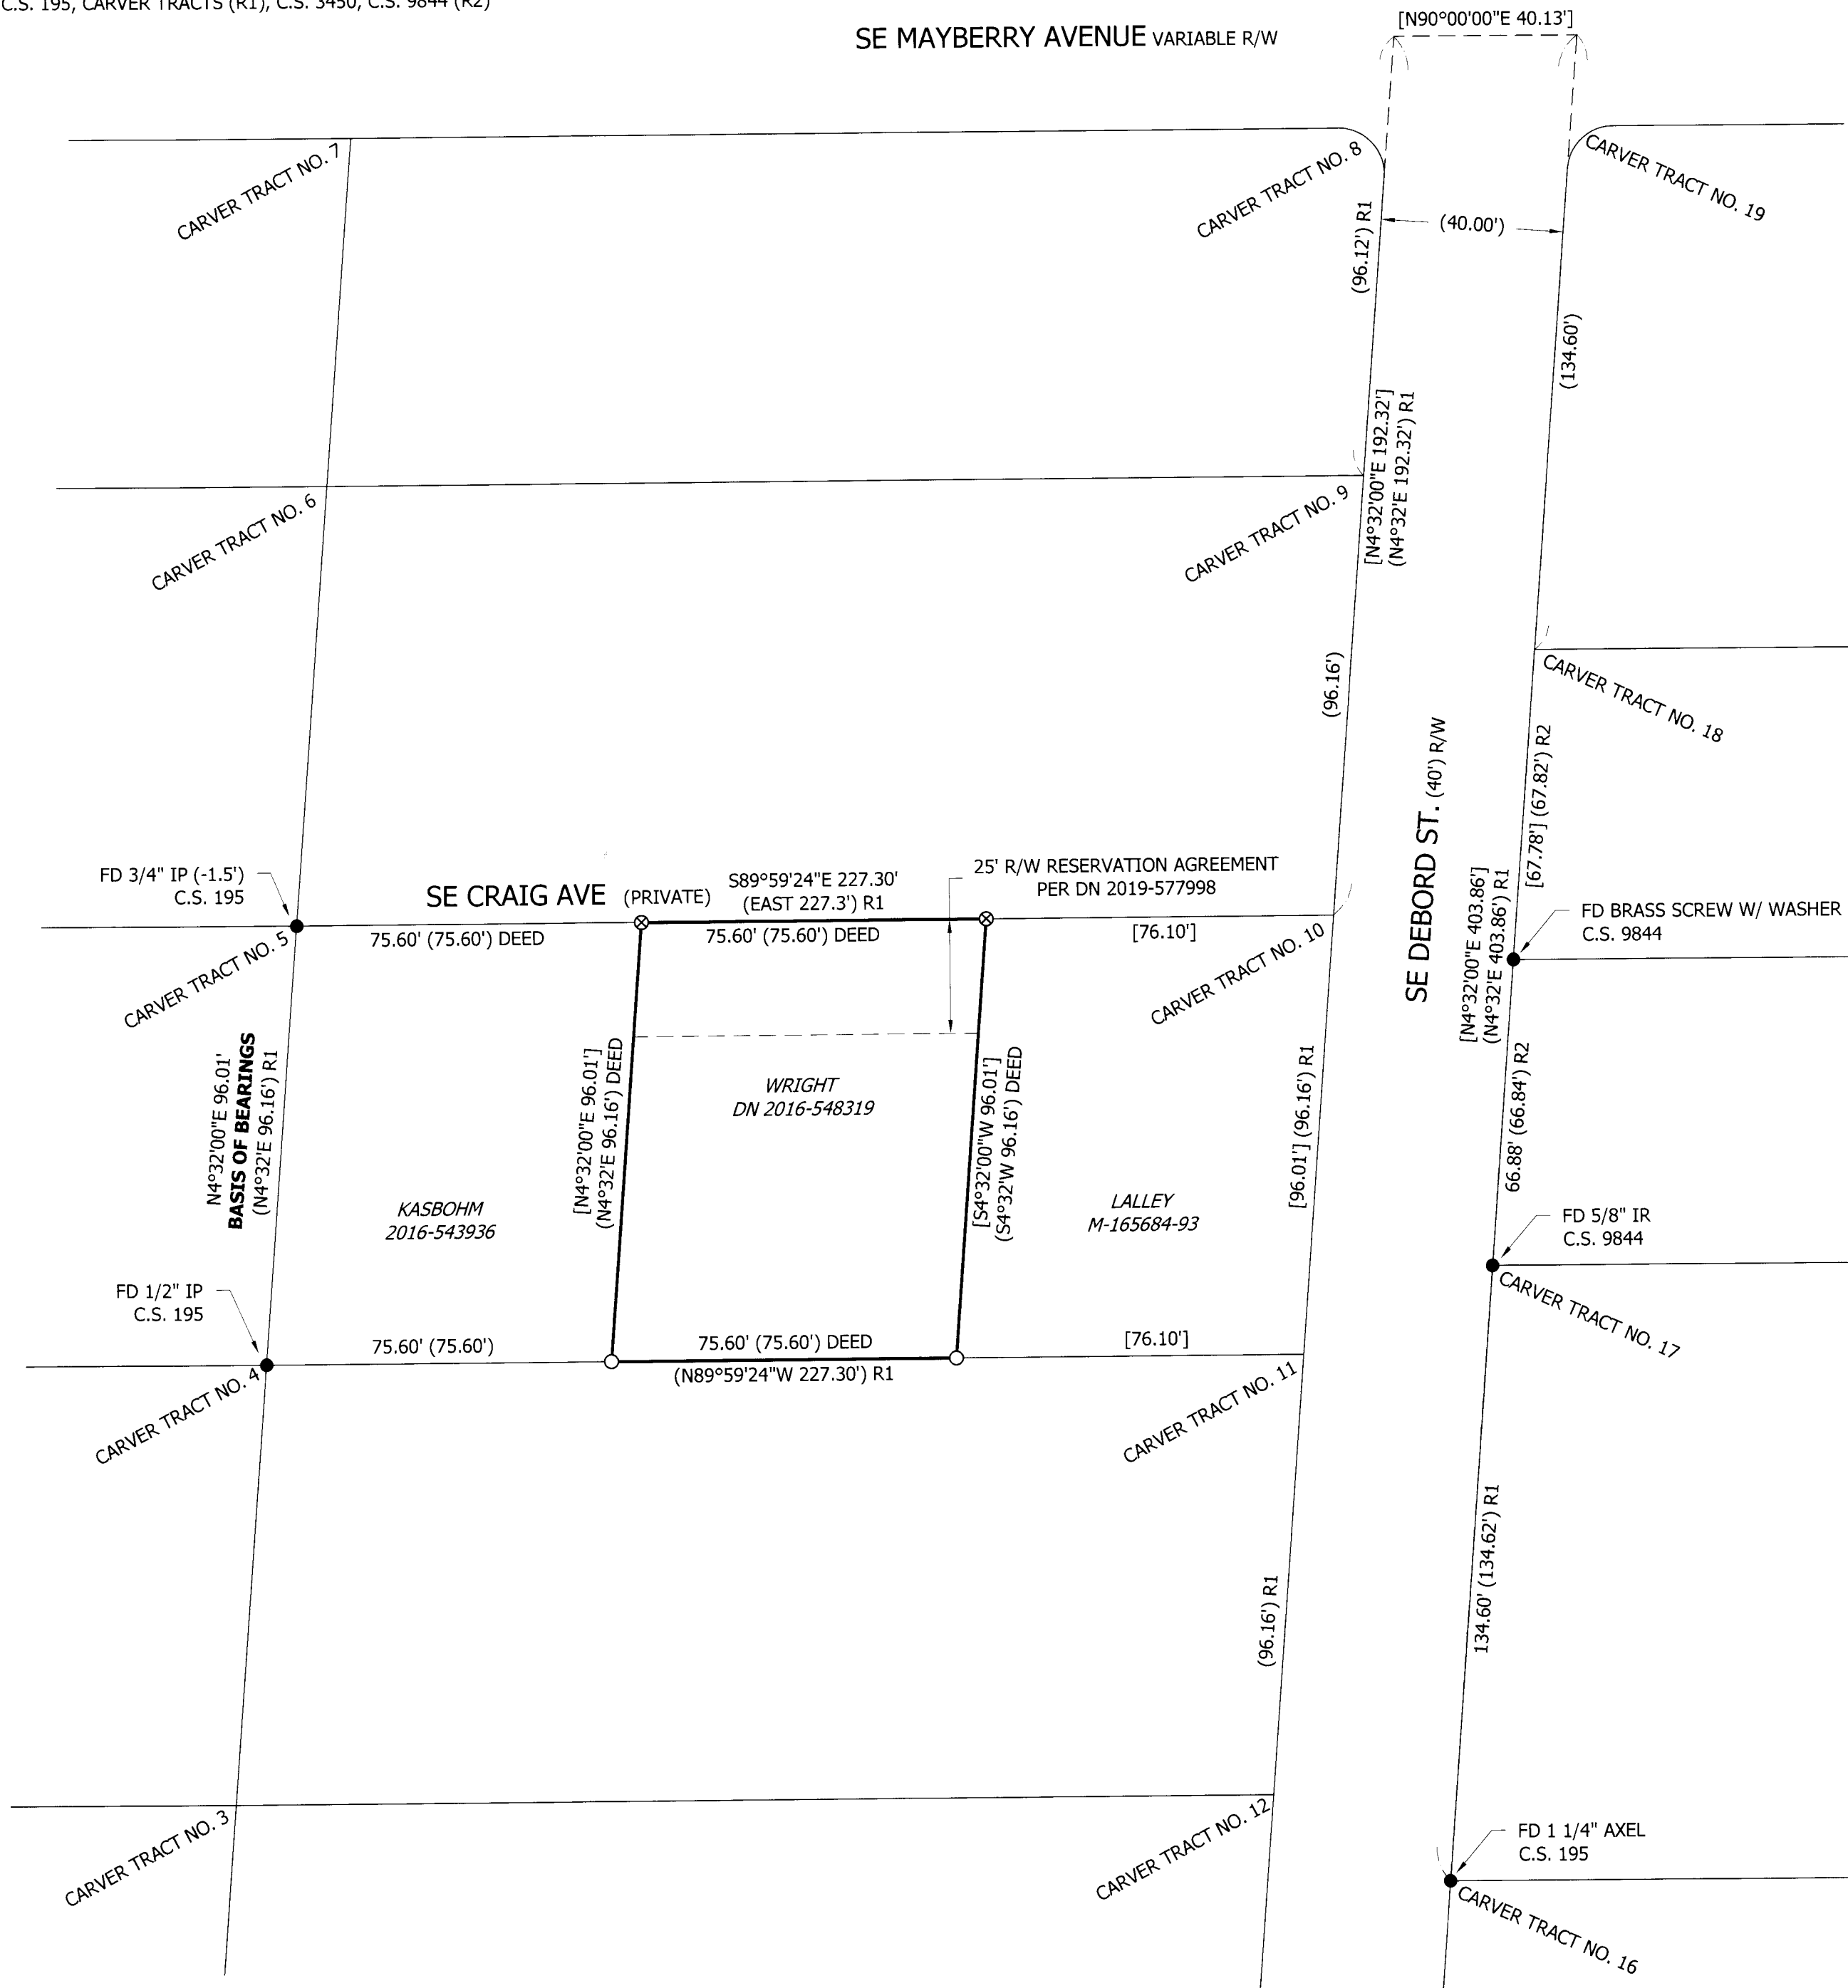 C.S. 195, CARVER TRACTS (R1), C.S. 3450, C.S. 9844 (R2)
[N90°00'00"E 40.13']
SE MAYBERRY AVENUE VARIABLE R/W
CARVER TRACT NO. 7
CARVER TRACT NO. 8
CARVER TRACT NO. 19
(96.12') R1
(40.00')
(134.60')
[N4°32'00"E 192.32']
(N4°32'E 192.32') R1
CARVER TRACT NO. 6
CARVER TRACT NO. 9
(96.16')
CARVER TRACT NO. 18
SE DEBORD ST. (40') R/W
[67.78'] (67.82') R2
[N4°32'00"E 403.86']
(N4°32'E 403.86') R1
FD 3/4" IP (-1.5')
C.S. 195
SE CRAIG AVE (PRIVATE)
S89°59'24"E 227.30'
(EAST 227.3') R1
25' R/W RESERVATION AGREEMENT
PER DN 2019-577998
FD BRASS SCREW W/ WASHER
C.S. 9844
75.60' (75.60') DEED
75.60' (75.60') DEED
[76.10']
CARVER TRACT NO. 5
CARVER TRACT NO. 10
N4°32'00"E 96.01'
BASIS OF BEARINGS
(N4°32'E 96.16') R1
[N4°32'00"E 96.01']
(N4°32'E 96.16') DEED
WRIGHT
DN 2016-548319
[S4°32'00"W 96.01']
(S4°32'W 96.16') DEED
[96.01'] (96.16') R1
66.88' (66.84') R2
KASBOHM
2016-543936
LALLEY
M-165684-93
FD 5/8" IR
C.S. 9844
FD 1/2" IP
C.S. 195
CARVER TRACT NO. 17
75.60' (75.60')
75.60' (75.60') DEED
[76.10']
(N89°59'24"W 227.30') R1
CARVER TRACT NO. 4
CARVER TRACT NO. 11
134.60' (134.62') R1
(96.16') R1
CARVER TRACT NO. 3
CARVER TRACT NO. 12
FD 1 1/4" AXEL
C.S. 195
CARVER TRACT NO. 16